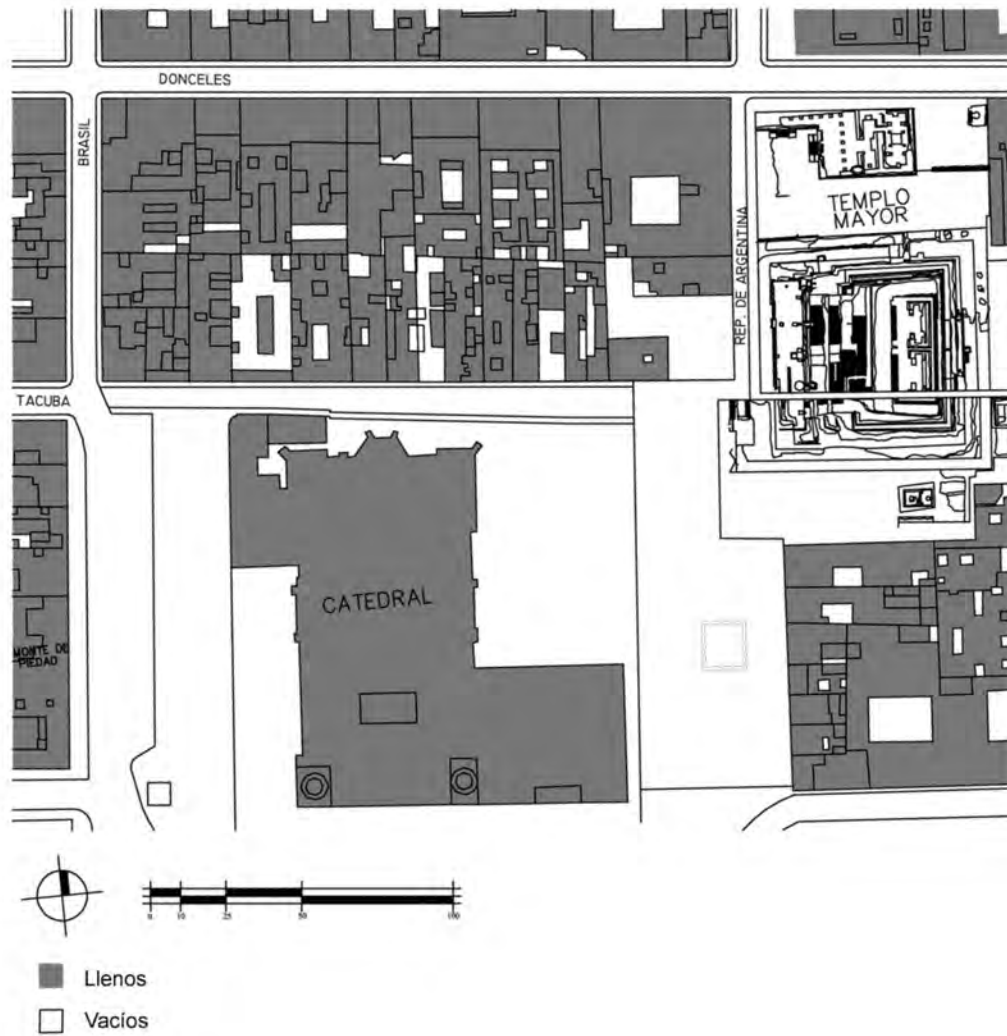 DONCELES
BRASIL
REP. DE ARGENTINA
TEMPLO
MAYOR
TACUBA
CATEDRAL
MONTE DE
PIEDAD
0 10 25 50 100
Llenos
Vacíos